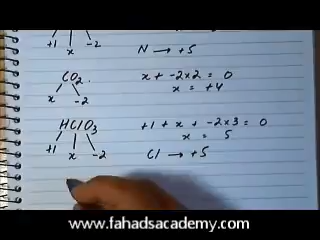 +1 x -2 N → +5
CO₂. x + -2×2 = 0
x -2 x = +4
HClO₃ +1 + x + -2×3 = 0
+1 x -2 x = 5
Cl → +5
www.fahadsacademy.com